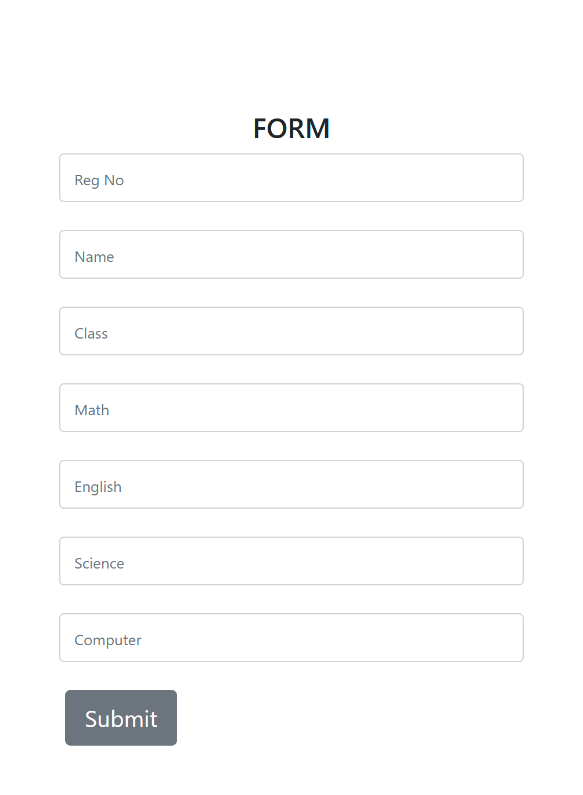 FORM
Reg No
Name
Class
Math
English
Science
Computer
Submit